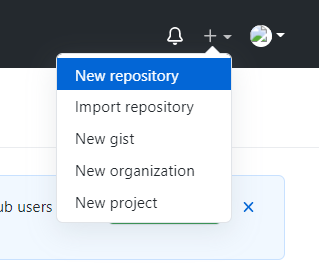 New repository
Import repository
New gist
New organization
ub users
New project